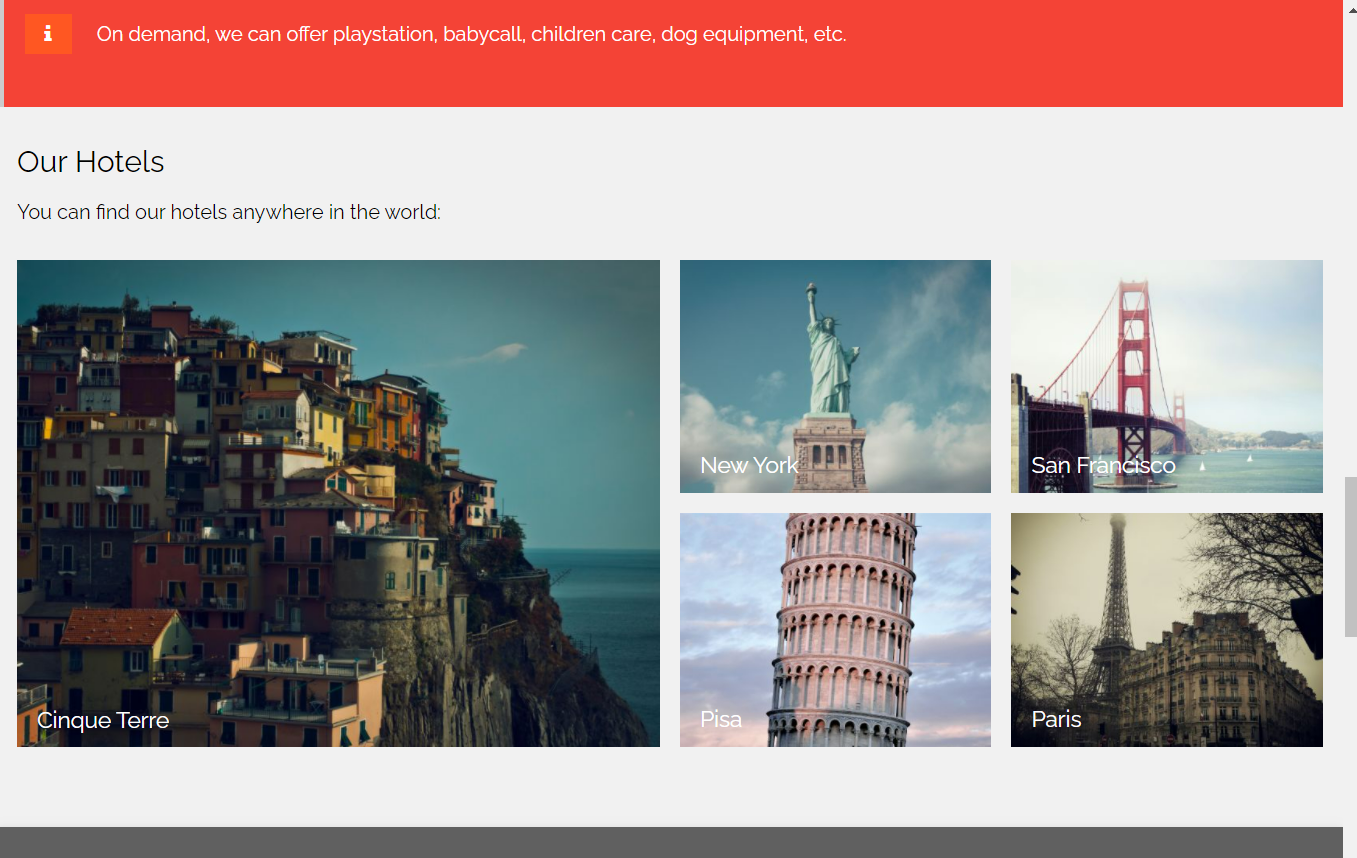 i On demand, we can offer playstation, babycall, children care, dog equipment, etc.
Our Hotels
You can find our hotels anywhere in the world:
New York
San Francisco
Cinque Terre
Pisa
Paris